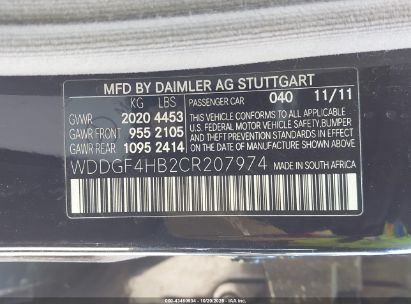 MFD BY DAIMLER AG STUTTGART
KG LBS PASSENGER CAR 040 11/11
GVWR 2020 4453 THIS VEHICLE CONFORMS TO ALL APPLICABLE
GAWR FRONT 955 2105 U.S. FEDERAL MOTOR VEHICLE SAFETY, BUMPER
GAWR REAR 1095 2414 AND THEFT PREVENTION STANDARDS IN EFFECT
ON THE DATE OF MANUFACTURE SHOWN ABOVE.
WDDGF4HB2CR207974 SOUTH AFRICA